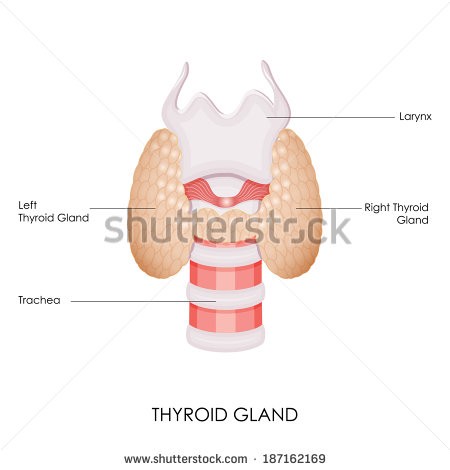 Larynx
Left
Thyroid Gland
Right Thyroid
Gland
shutterstock
Trachea
THYROID GLAND
www.shutterstock.com · 187162169